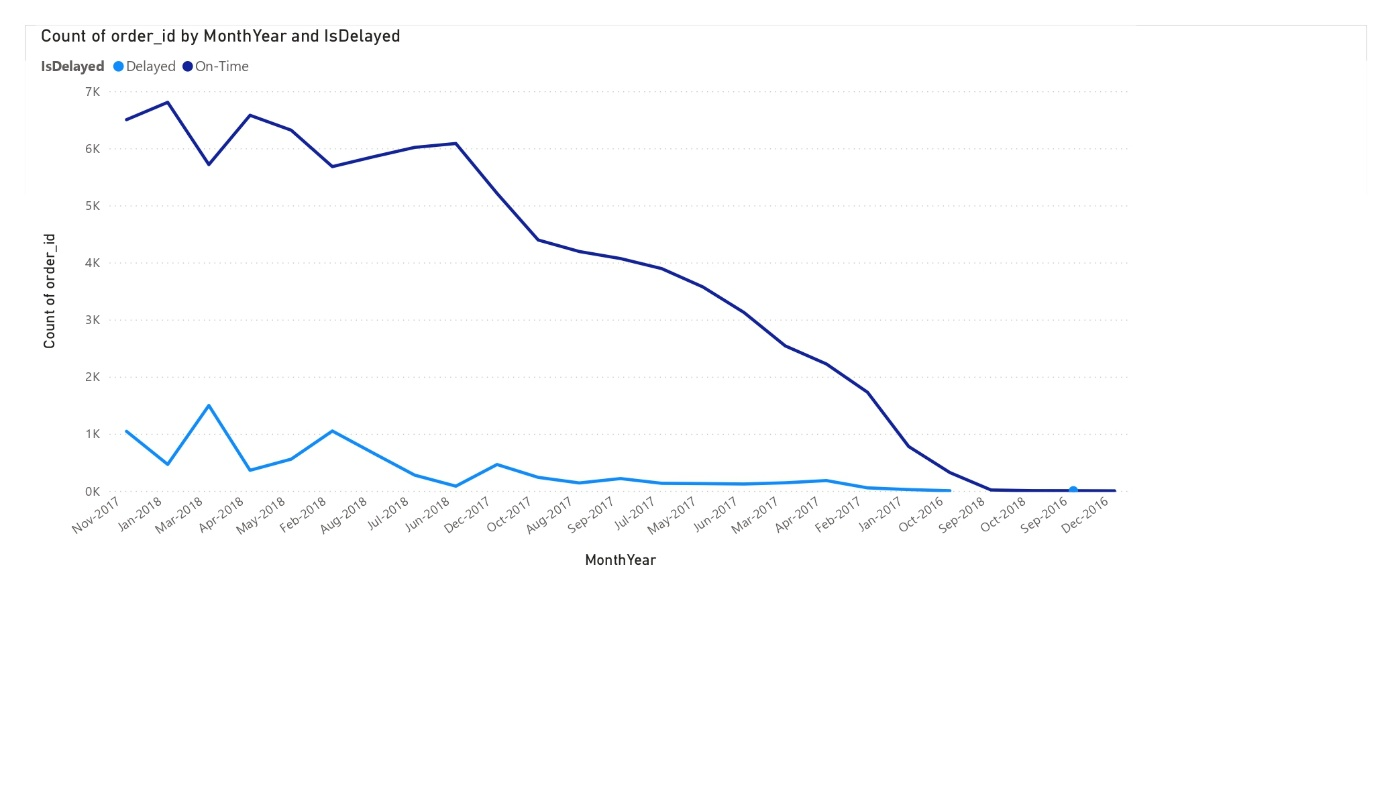 Count of order_id by MonthYear and IsDelayed
IsDelayed Delayed On-Time
7K
6K
5K
4K
3K
2K
1K
0K
Count of order_id
Nov-2017 Jan-2018 Mar-2018 Apr-2018 May-2018 Feb-2018 Aug-2018 Jul-2018 Jun-2018 Dec-2017 Oct-2017 Aug-2017 Sep-2017 Jul-2017 May-2017 Jun-2017 Mar-2017 Apr-2017 Feb-2017 Jan-2017 Oct-2016 Sep-2018 Oct-2018 Sep-2016 Dec-2016
MonthYear